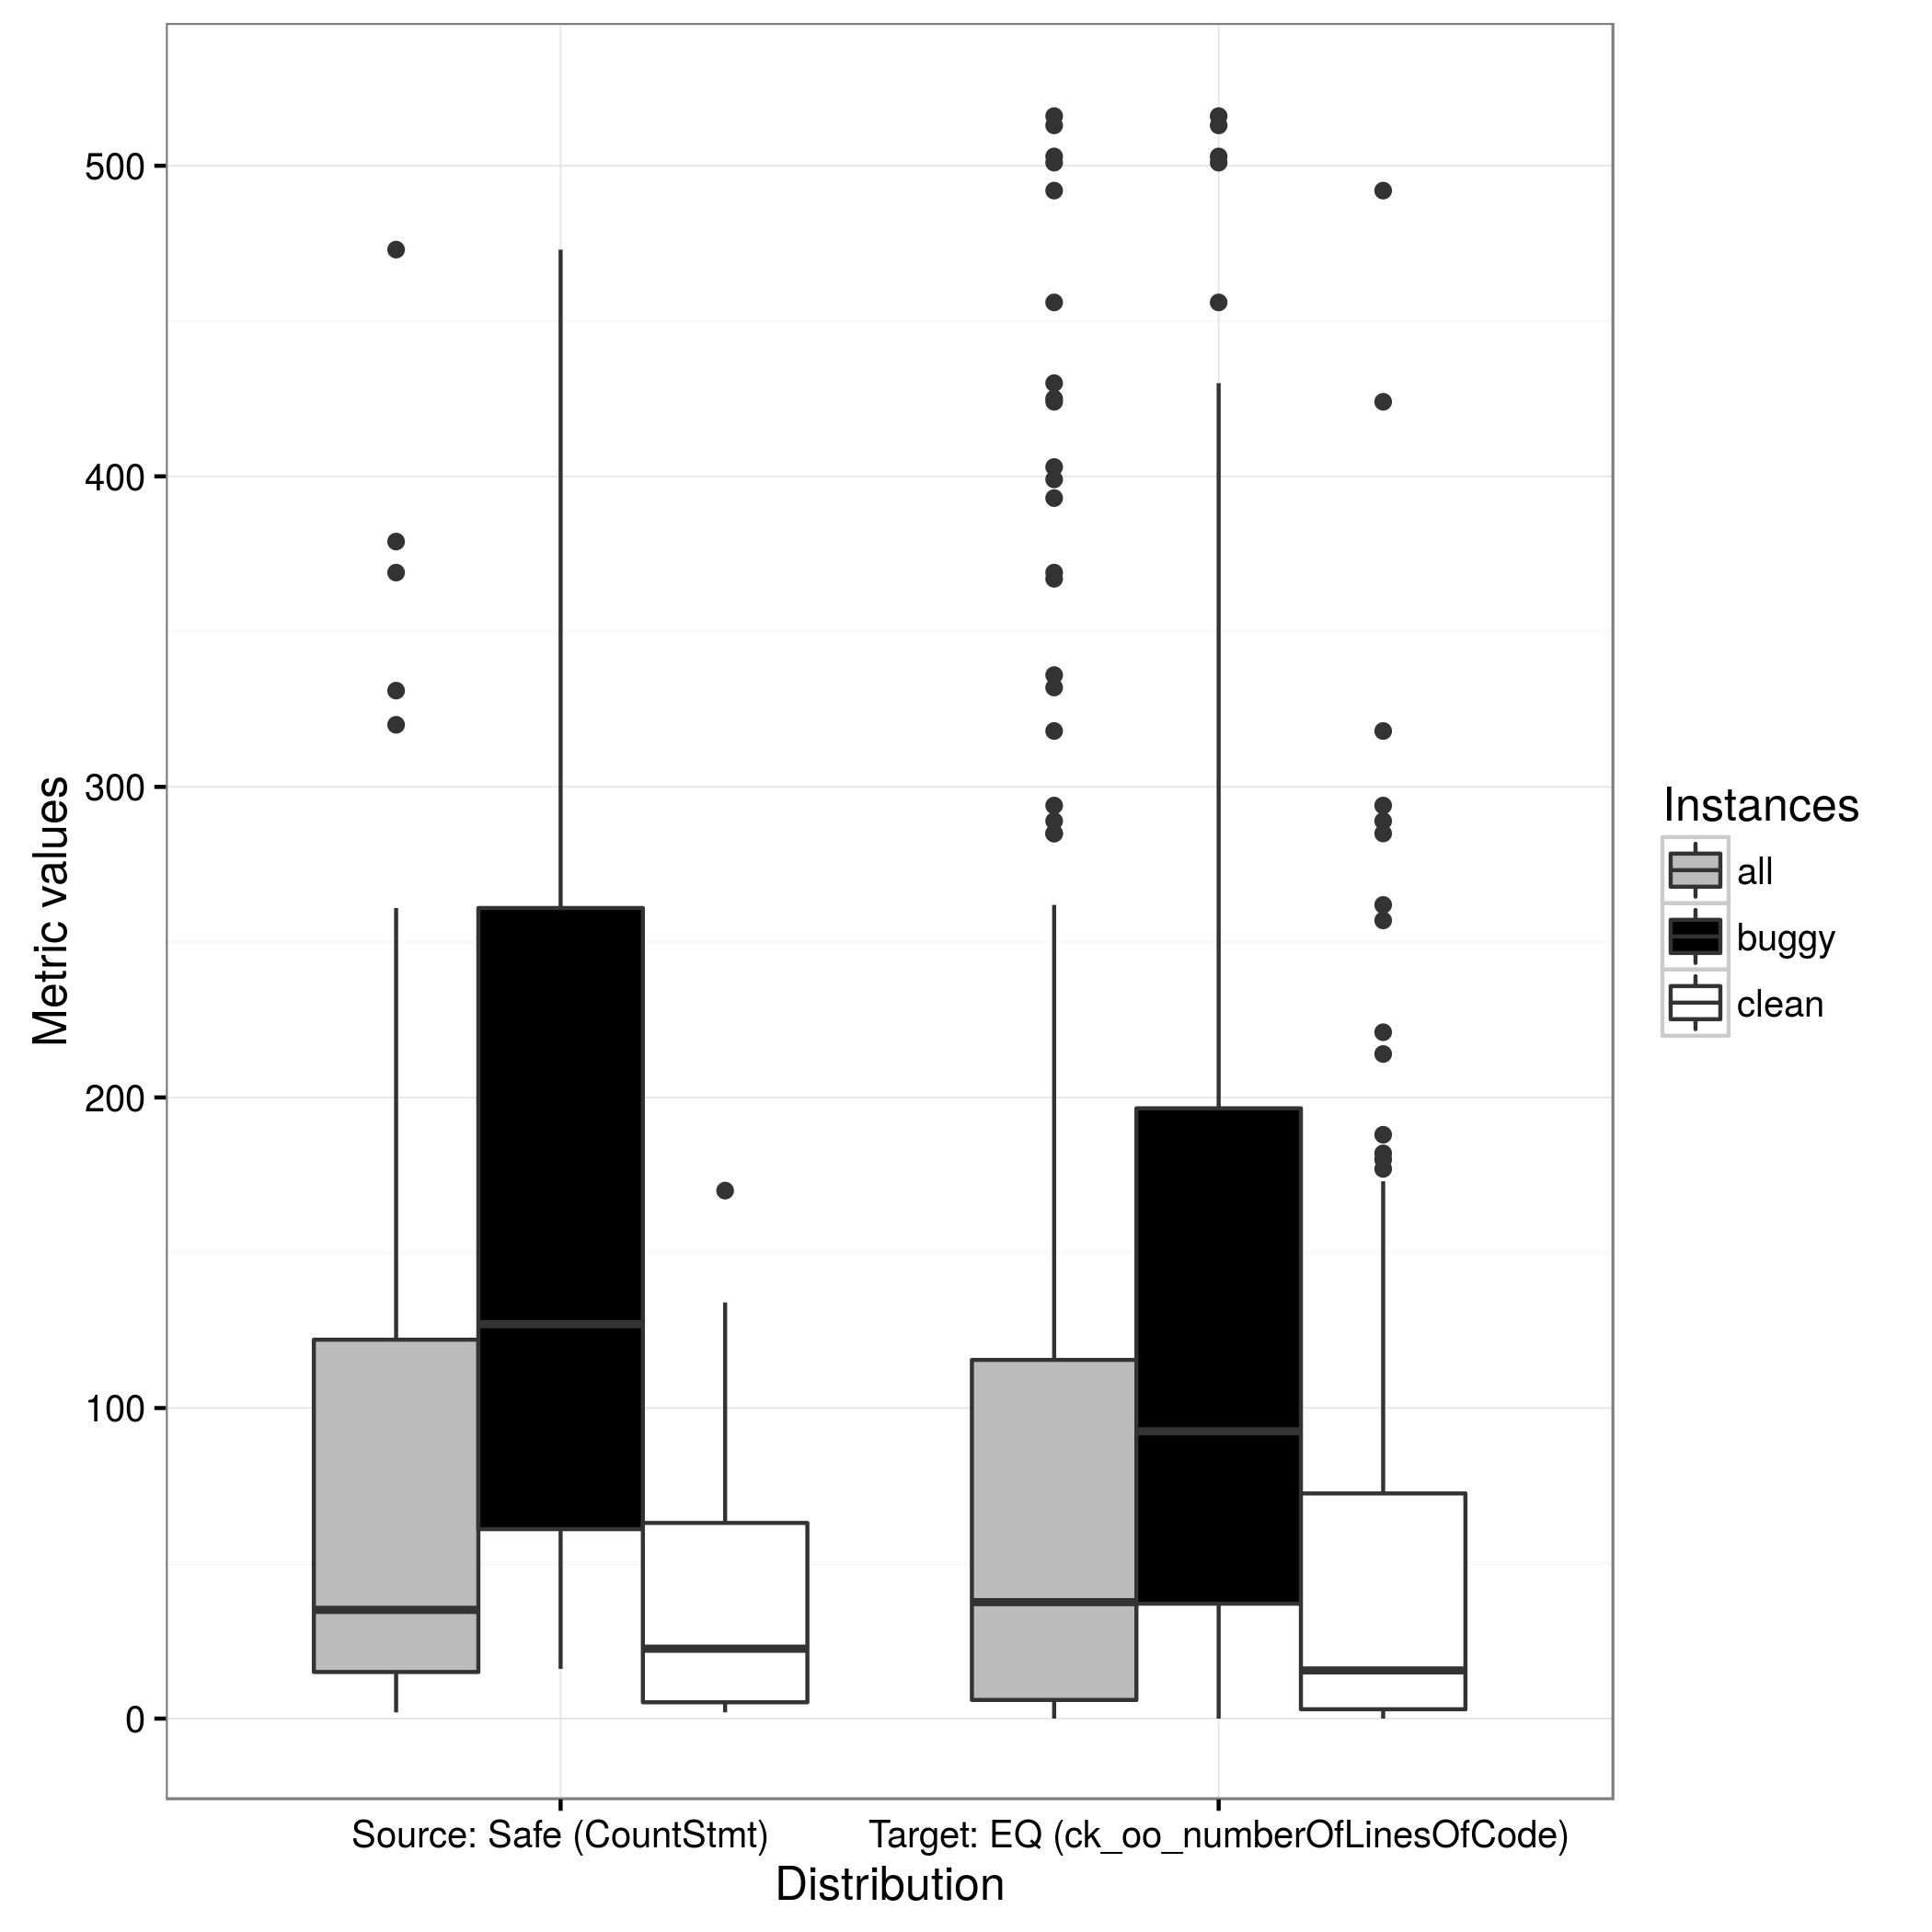 Metric values
500
400
300
200
100
0
Source: Safe (CountStmt)
Target: EQ (ck_oo_numberOfLinesOfCode)
Distribution
Instances
all
buggy
clean